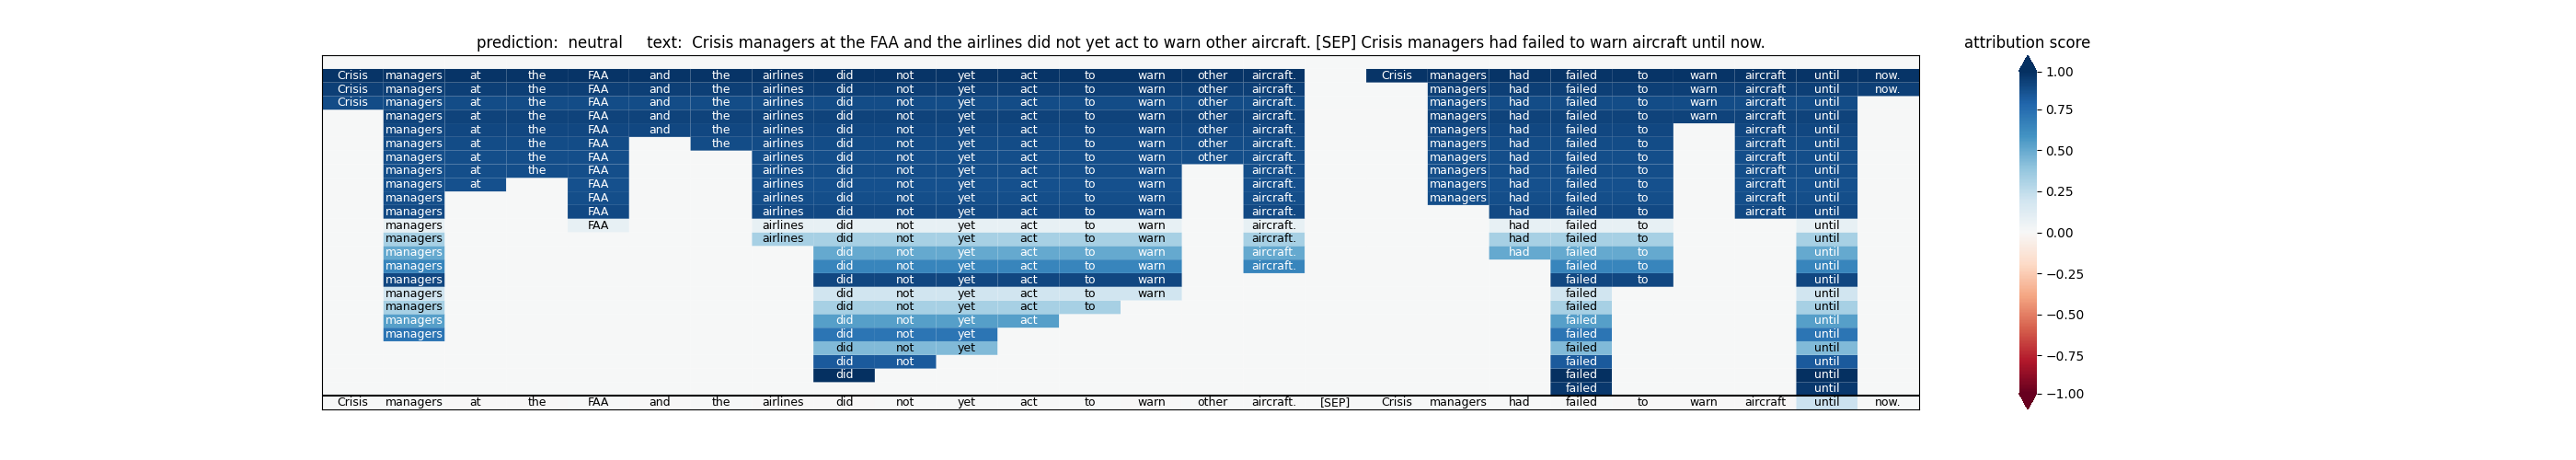 prediction: neutral text: Crisis managers at the FAA and the airlines did not yet act to warn other aircraft. [SEP] Crisis managers had failed to warn aircraft until now.
Crisis managers at the FAA and the airlines did not yet act to warn other aircraft. Crisis managers had failed to warn aircraft until now.
Crisis managers at the FAA and the airlines did not yet act to warn other aircraft. managers had failed to warn aircraft until now.
Crisis managers at the FAA and the airlines did not yet act to warn other aircraft. managers had failed to warn aircraft until
managers at the FAA and the airlines did not yet act to warn other aircraft. managers had failed to warn aircraft until
managers at the FAA and the airlines did not yet act to warn other aircraft. managers had failed to aircraft until
managers at the FAA the airlines did not yet act to warn other aircraft. managers had failed to aircraft until
managers at the FAA airlines did not yet act to warn other aircraft. managers had failed to aircraft until
managers at the FAA airlines did not yet act to warn aircraft. managers had failed to aircraft until
managers at FAA airlines did not yet act to warn aircraft. managers had failed to aircraft until
managers FAA airlines did not yet act to warn aircraft. managers had failed to aircraft until
managers FAA airlines did not yet act to warn aircraft. had failed to aircraft until
managers FAA airlines did not yet act to warn aircraft. had failed to until
managers airlines did not yet act to warn aircraft. had failed to until
managers did not yet act to warn aircraft. had failed to until
managers did not yet act to warn aircraft. failed to until
managers did not yet act to warn failed to until
managers did not yet act to warn failed until
managers did not yet act to failed until
managers did not yet act failed until
managers did not yet failed until
did not yet failed until
did not failed until
did failed until
failed until
Crisis managers at the FAA and the airlines did not yet act to warn other aircraft. [SEP] Crisis managers had failed to warn aircraft until now.
attribution score
1.00
0.75
0.50
0.25
0.00
−0.25
−0.50
−0.75
−1.00